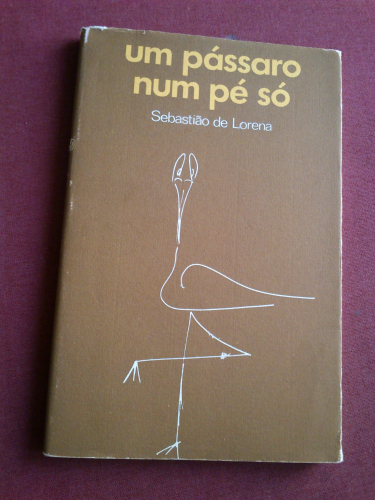 um pássaro
num pé só
Sebastião de Lorena